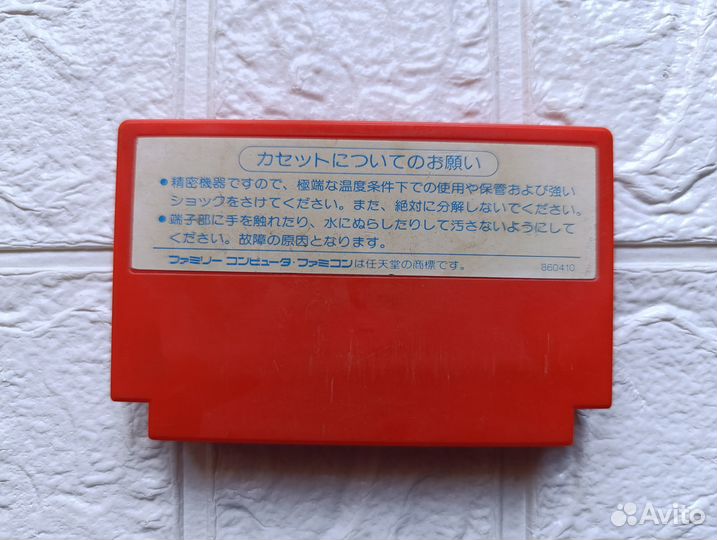 カセットについてのお願い
●精密機器ですので、極端な温度条件下での使用や保管および強い
ショックをさけてください。また、絶対に分解しないでください。
●端子部に手を触れたり、水にぬらしたりして汚さないようにして
ください。故障の原因となります。
ファミリーコンピュータ・ファミコンは任天堂の商標です。 860410
Avito